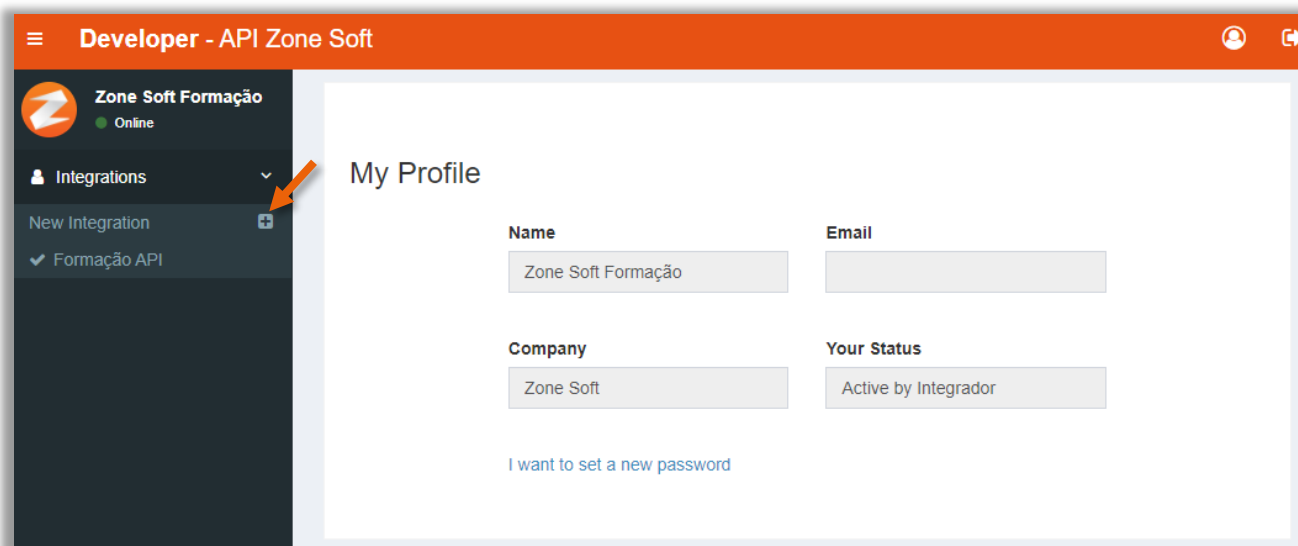 Developer - API Zone Soft
Zone Soft Formação
Online
Integrations
New Integration
Formação API
My Profile
Name
Email
Zone Soft Formação
Company
Your Status
Zone Soft
Active by Integrador
I want to set a new password